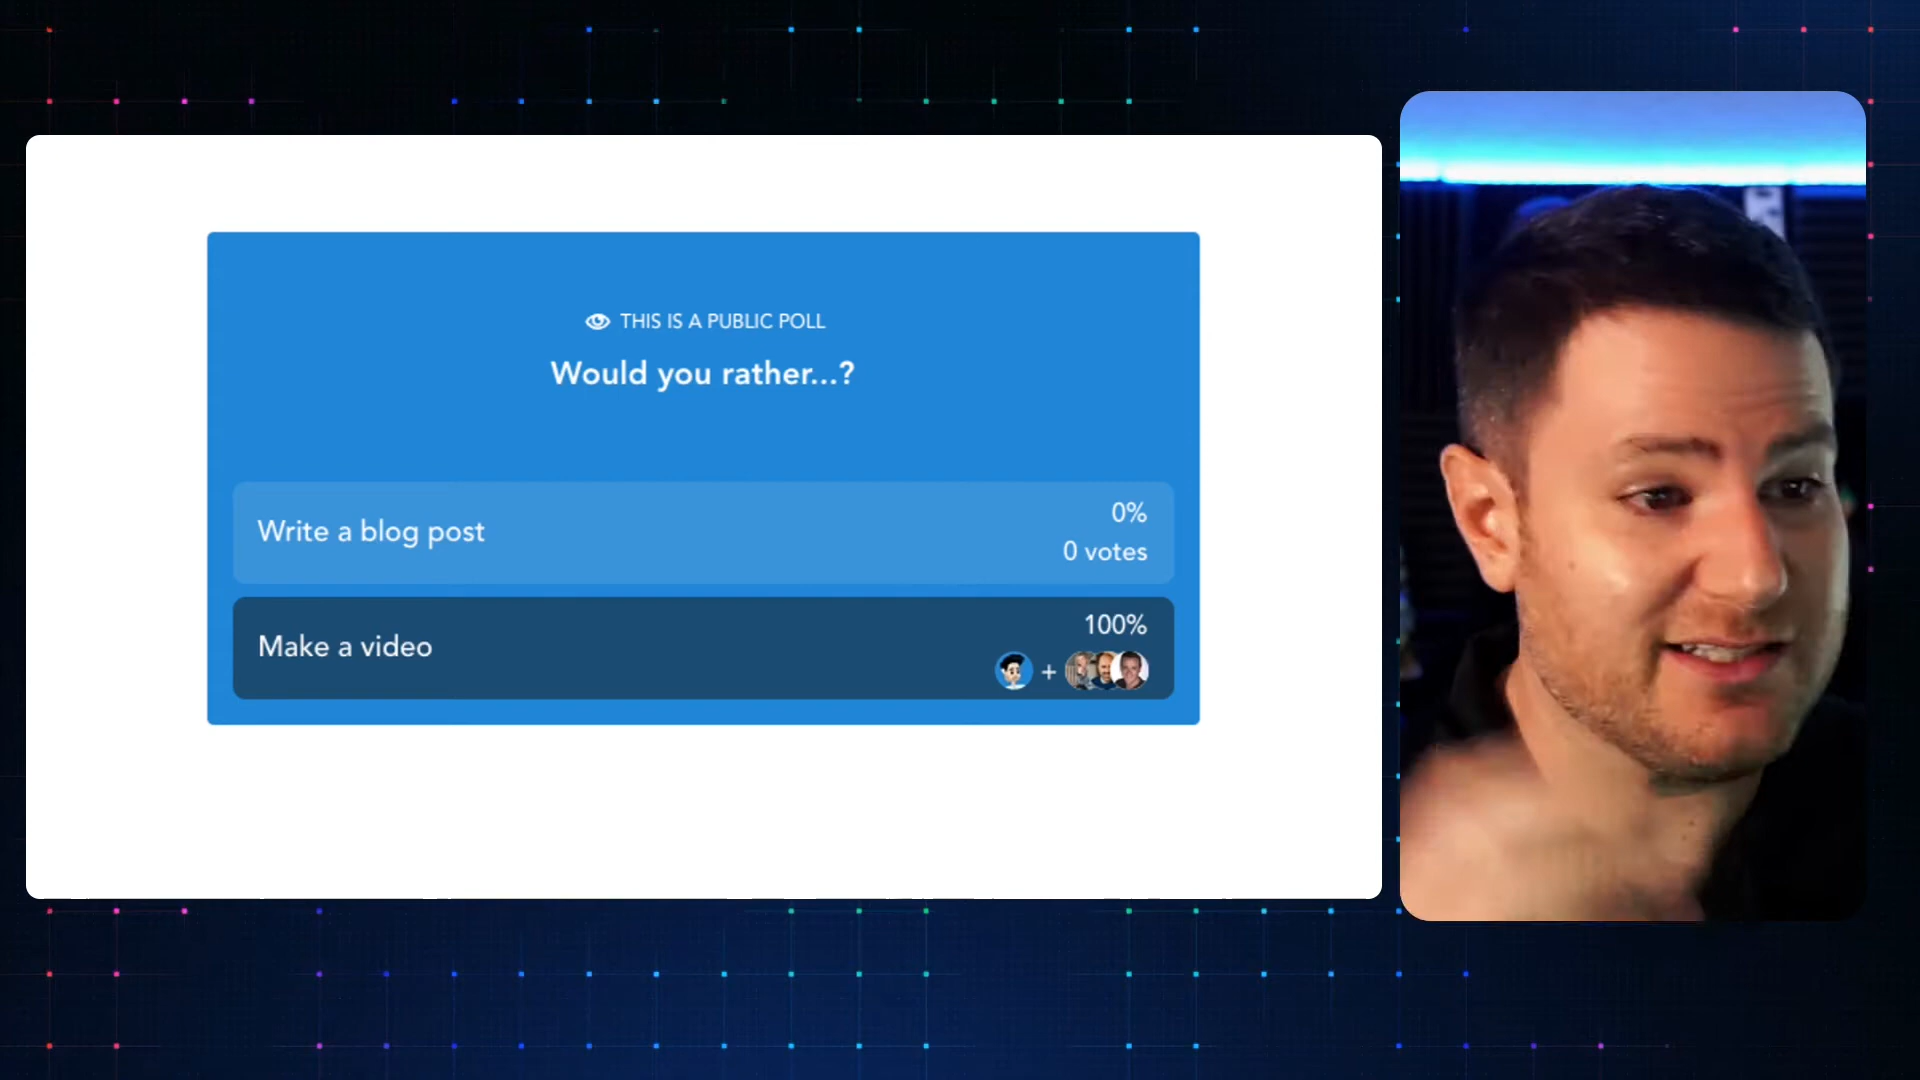 THIS IS A PUBLIC POLL
Would you rather...?
Write a blog post
0%
0 votes
Make a video
100%
+